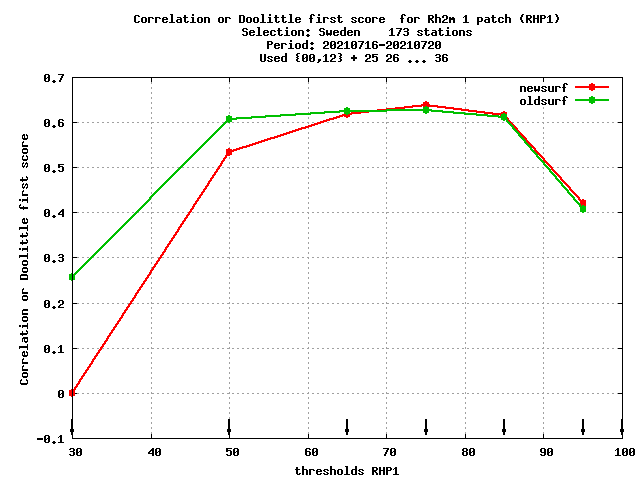 Correlation or Doolittle first score  for Rh2m 1 patch (RHP1)
Selection: Sweden    173 stations
Period: 20210716-20210720
Used {00,12} + 25 26 ... 36
newsurf
oldsurf
Correlation or Doolittle first score
0.7
0.6
0.5
0.4
0.3
0.2
0.1
0
-0.1
30 40 50 60 70 80 90 100
thresholds RHP1